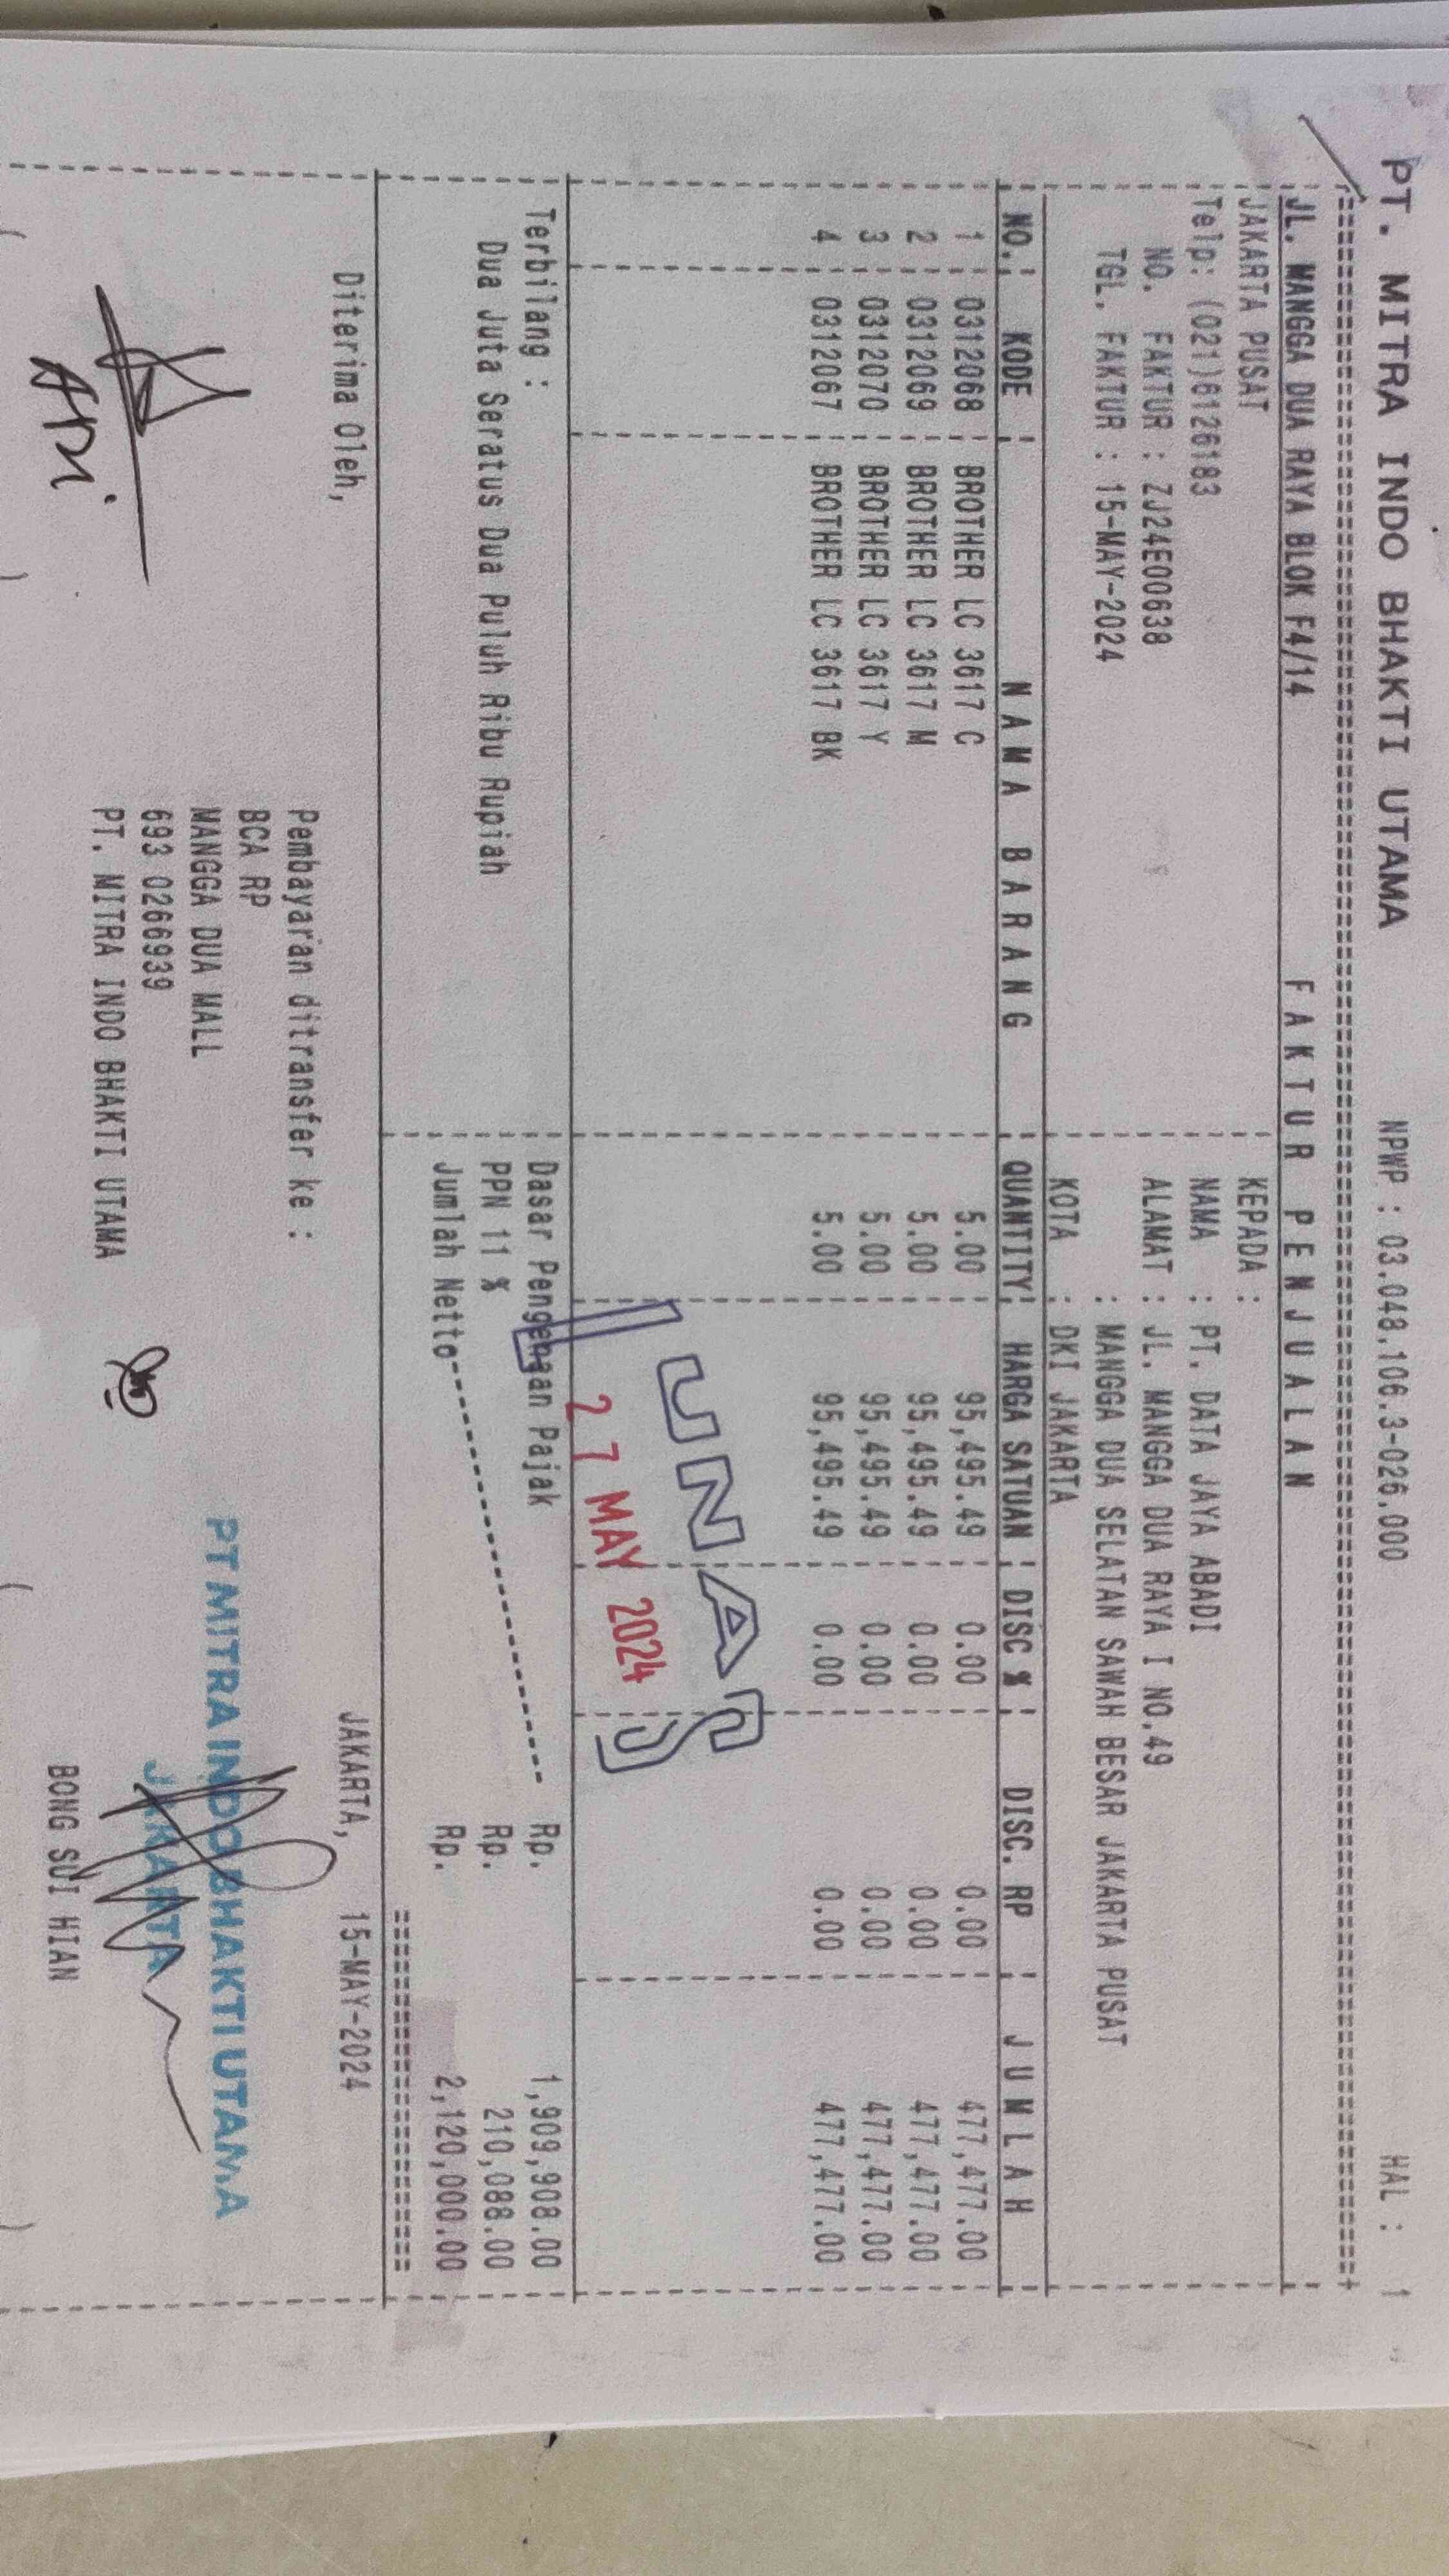 PT. MITRA INDO BHAKTI UTAMA NPWP : 03.048.106.3-026.000 HAL : 1
JL. MANGGA DUA RAYA BLOK F4/14 F A K T U R P E N J U A L A N
JAKARTA PUSAT KEPADA :
Telp: (021)6126183 NAMA : PT. DATA JAYA ABADI
NO. FAKTUR : ZJ24E00638 ALAMAT : JL. MANGGA DUA RAYA I NO.49
TGL. FAKTUR : 15-MAY-2024 : MANGGA DUA SELATAN SAWAH BESAR JAKARTA PUSAT
KOTA : DKI JAKARTA
NO. KODE N A M A B A R A N G QUANTITY HARGA SATUAN DISC % DISC. RP J U M L A H
1 0312068 BROTHER LC 3617 C 5.00 95,495.49 0.00 0.00 477,477.00
2 0312069 BROTHER LC 3617 M 5.00 95,495.49 0.00 0.00 477,477.00
3 0312070 BROTHER LC 3617 Y 5.00 95,495.49 0.00 0.00 477,477.00
4 0312067 BROTHER LC 3617 BK 5.00 95,495.49 0.00 0.00 477,477.00
LUNAS
27 MAY 2024
Terbilang : Dasar Pengenaan Pajak Rp. 1,909,908.00
Dua Juta Seratus Dua Puluh Ribu Rupiah PPN 11 % Rp. 210,088.00
Jumlah Netto Rp. 2,120,000.00
Diterima Oleh, JAKARTA, 15-MAY-2024
Pembayaran ditransfer ke :
BCA RP
MANGGA DUA MALL
693 0266939
PT. MITRA INDO BHAKTI UTAMA
PT MITRA INDO BHAKTI UTAMA
JAKARTA
BONG SUI HIAN